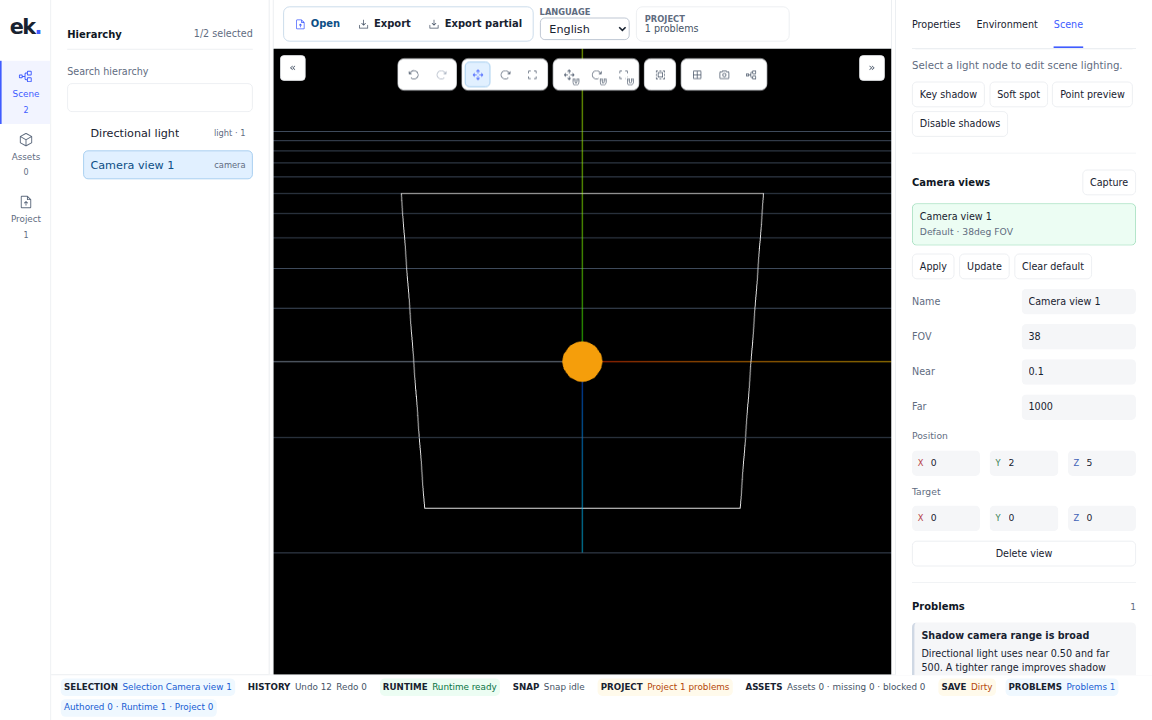 ek.
Scene
2
Assets
0
Project
1
Hierarchy
1/2 selected
Search hierarchy
Directional light
light · 1
Camera view 1
camera
Open
Export
Export partial
LANGUAGE
English
PROJECT
1 problems
«
»
Properties
Environment
Scene
Select a light node to edit scene lighting.
Key shadow
Soft spot
Point preview
Disable shadows
Camera views
Capture
Camera view 1
Default · 38deg FOV
Apply
Update
Clear default
Name
Camera view 1
FOV
38
Near
0.1
Far
1000
Position
X 0
Y 2
Z 5
Target
X 0
Y 0
Z 0
Delete view
Problems
1
Shadow camera range is broad
Directional light uses near 0.50 and far
500. A tighter range improves shadow
SELECTION Selection Camera view 1
HISTORY Undo 12 Redo 0
RUNTIME Runtime ready
SNAP Snap idle
PROJECT Project 1 problems
ASSETS Assets 0 · missing 0 · blocked 0
SAVE Dirty
PROBLEMS Problems 1
Authored 0 · Runtime 1 · Project 0